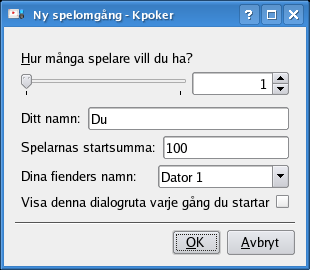 Ny spelomgång - Kpoker
Hur många spelare vill du ha?
1
Ditt namn: Du
Spelarnas startsumma: 100
Dina fienders namn: Dator 1
Visa denna dialogruta varje gång du startar
OK Avbryt